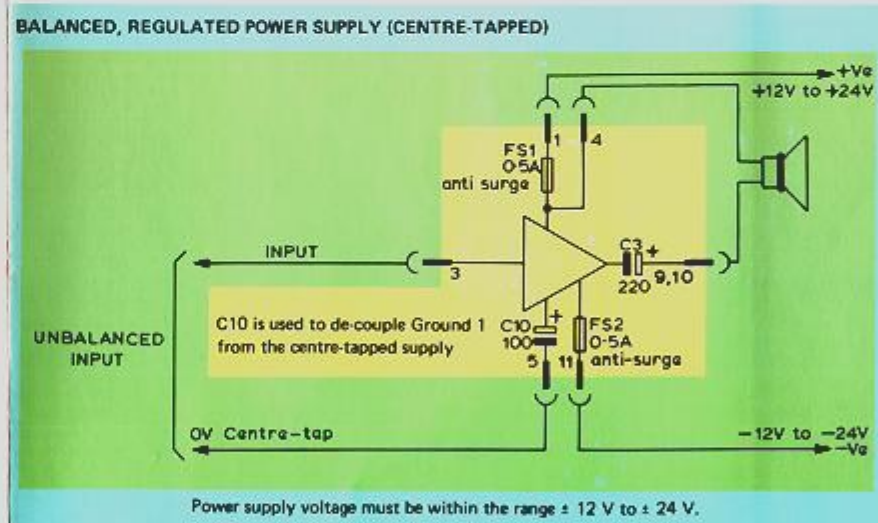 BALANCED, REGULATED POWER SUPPLY (CENTRE-TAPPED)
+Ve
+12V to +24V
1
4
FS1
0·5A
anti surge
INPUT
3
C3
+
220
9,10
UNBALANCED
INPUT
C10 is used to de-couple Ground 1
from the centre-tapped supply
C10
+
100
FS2
0·5A
anti-surge
5
11
0V Centre-tap
-12V to -24V
-Ve
Power supply voltage must be within the range ± 12 V to ± 24 V.